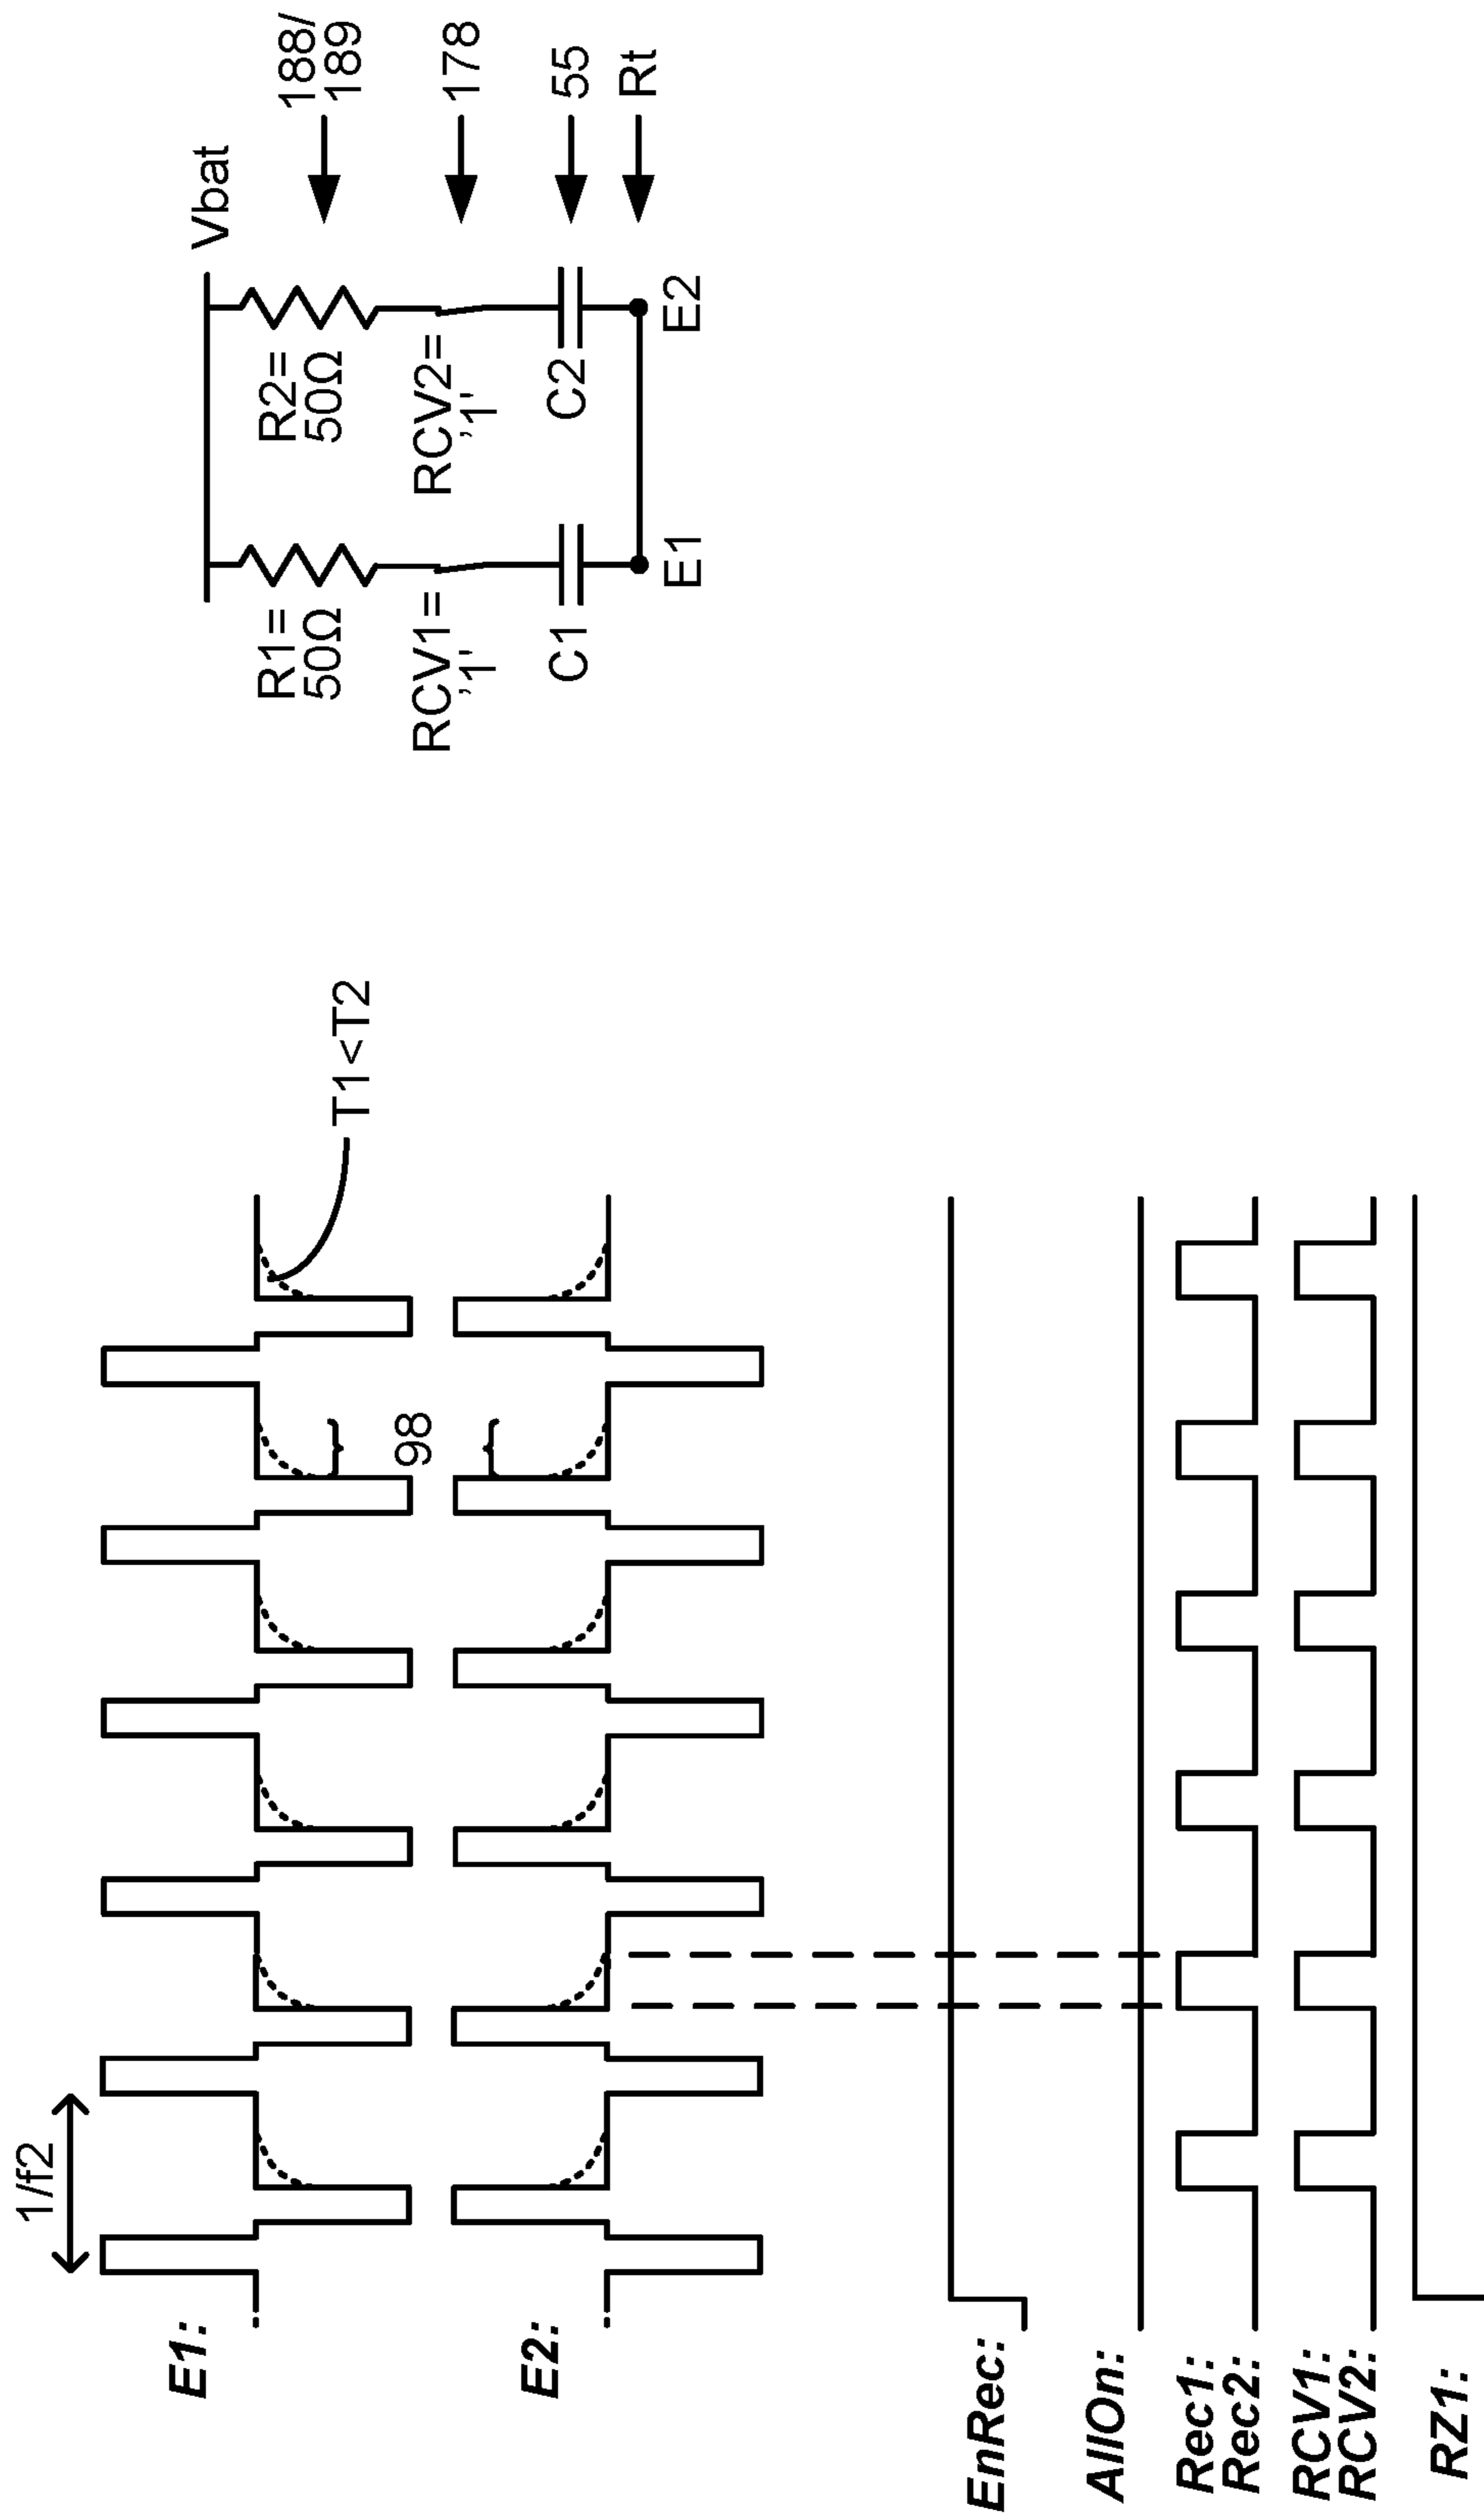 1/f2
E1:
T1<T2
98
E2:
EnRec:
AllOn:
Rec1:
Rec2:
RCV1:
RCV2:
RZ1:
Vbat
R1=
50Ω
R2=
50Ω
188/
189
RCV1=
'1'
RCV2=
'1'
178
C1
C2
55
E1
E2
Rt